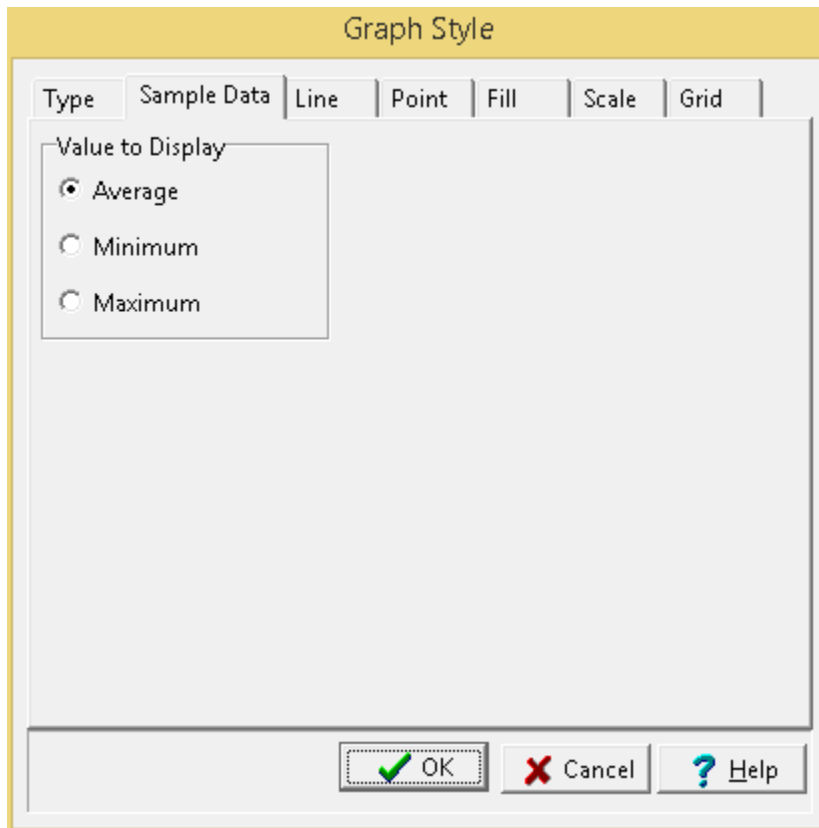 Graph Style
Type Sample Data Line Point Fill Scale Grid
Value to Display
Average
Minimum
Maximum
OK Cancel Help